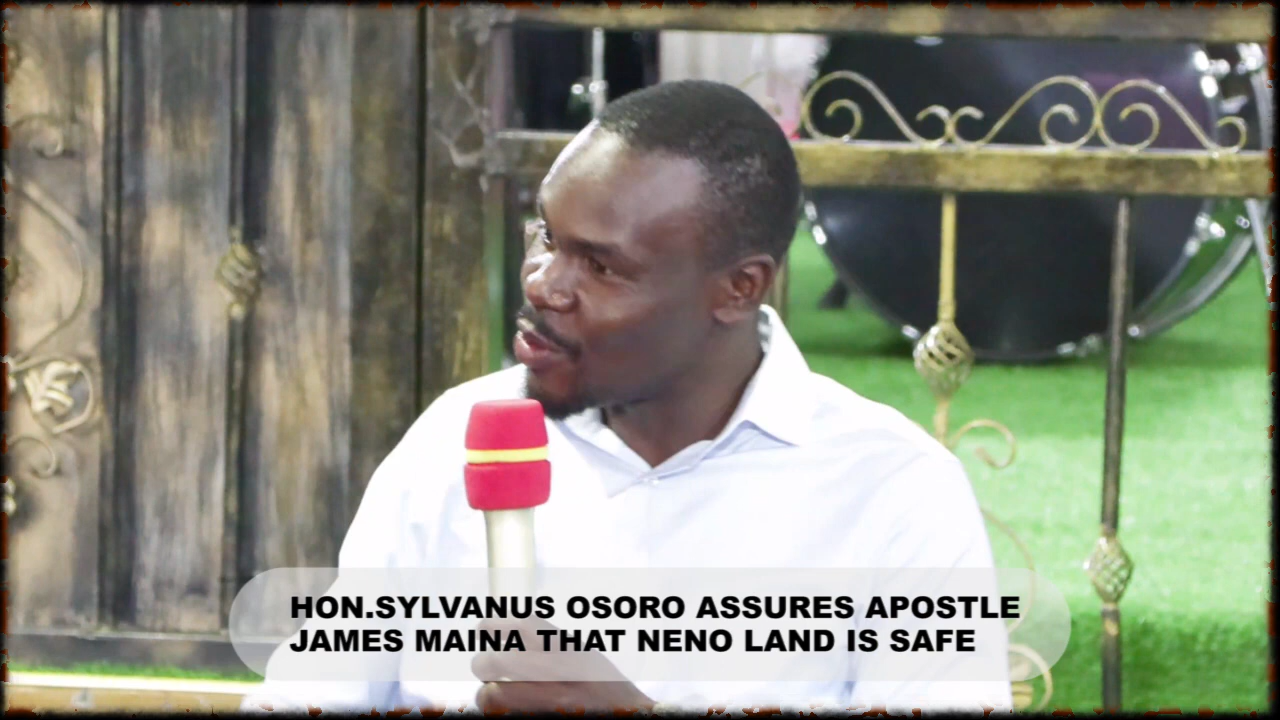 HON.SYLVANUS OSORO ASSURES APOSTLE
JAMES MAINA THAT NENO LAND IS SAFE